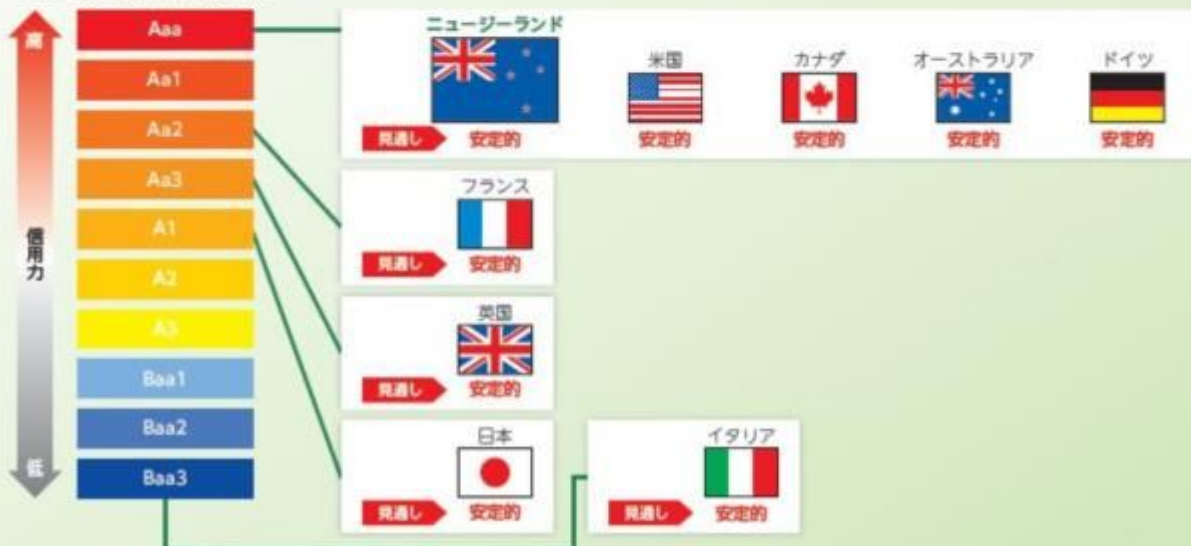 高
信用力
低
Aaa
Aa1
Aa2
Aa3
A1
A2
A3
Baa1
Baa2
Baa3
ニュージーランド
見通し 安定的
米国
安定的
カナダ
安定的
オーストラリア
安定的
ドイツ
安定的
フランス
見通し 安定的
英国
見通し 安定的
日本
見通し 安定的
イタリア
見通し 安定的